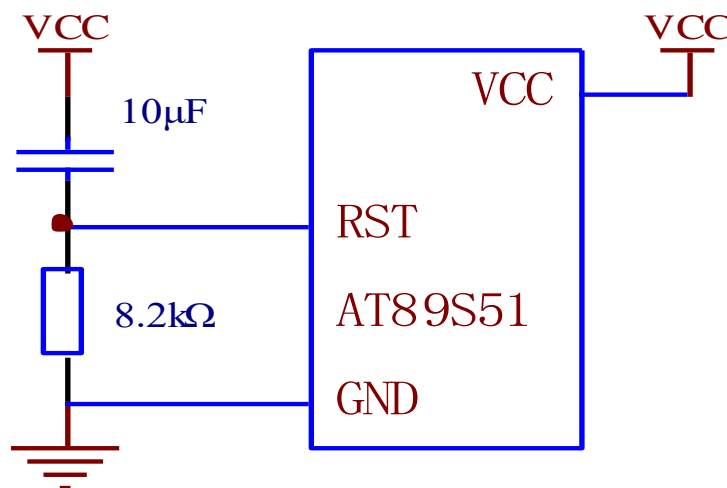 VCC
VCC
VCC
10μF
RST
8.2kΩ
AT89S51
GND